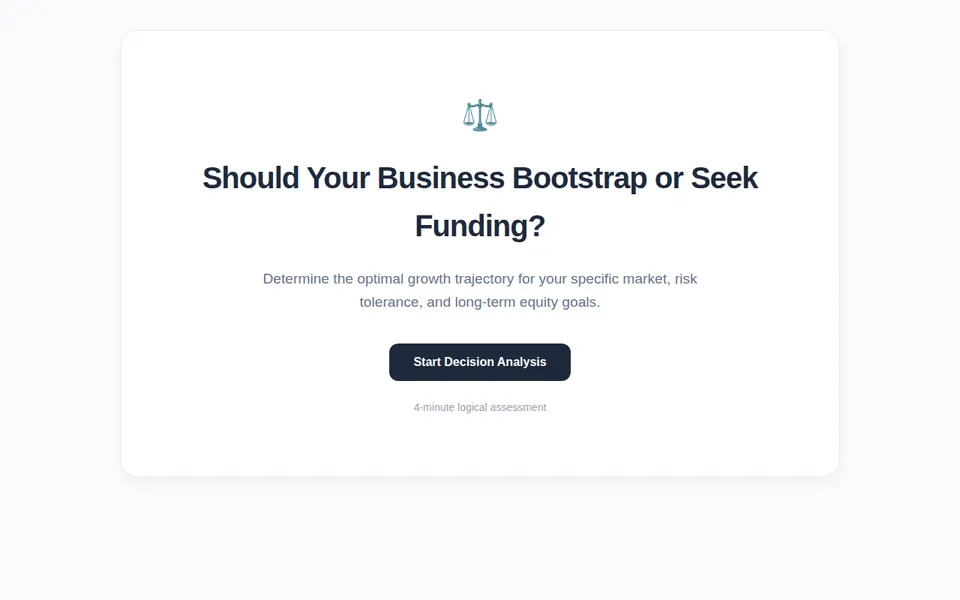 Should Your Business Bootstrap or Seek
Funding?
Determine the optimal growth trajectory for your specific market, risk
tolerance, and long-term equity goals.
Start Decision Analysis
4-minute logical assessment